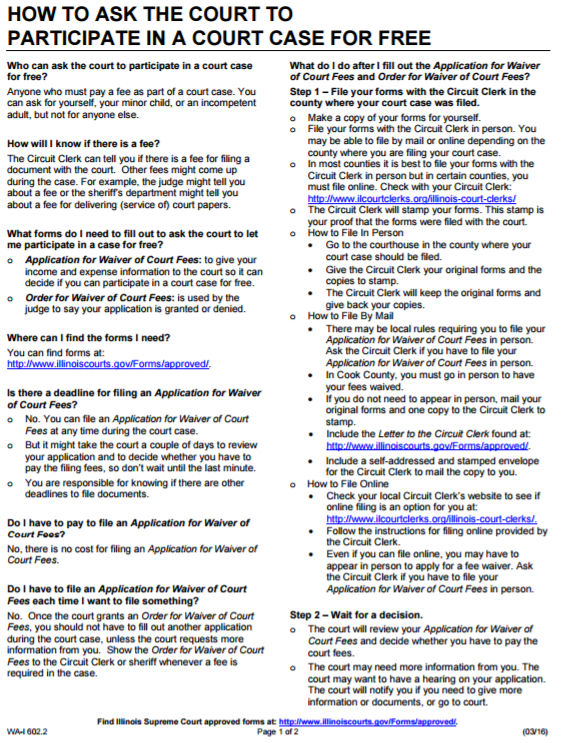 HOW TO ASK THE COURT TO
PARTICIPATE IN A COURT CASE FOR FREE
Who can ask the court to participate in a court case
for free?
Anyone who must pay a fee as part of a court case. You
can ask for yourself, your minor child, or an incompetent
adult, but not for anyone else.
How will I know if there is a fee?
The Circuit Clerk can tell you if there is a fee for filing a
document with the court. Other fees might come up
during the case. For example, the judge might tell you
about a fee or the sheriff's department might tell you
about a fee for delivering (service of) court papers.
What forms do I need to fill out to ask the court to let
me participate in a case for free?
o Application for Waiver of Court Fees: to give your
income and expense information to the court so it can
decide if you can participate in a court case for free.
o Order for Waiver of Court Fees: is used by the
judge to say your application is granted or denied.
Where can I find the forms I need?
You can find forms at:
http://www.illinoiscourts.gov/Forms/approved/.
Is there a deadline for filing an Application for Waiver
of Court Fees?
o No. You can file an Application for Waiver of Court
Fees at any time during the court case.
o But it might take the court a couple of days to review
your application and to decide whether you have to
pay the filing fees, so don't wait until the last minute.
o You are responsible for knowing if there are other
deadlines to file documents.
Do I have to pay to file an Application for Waiver of
Court Fees?
No, there is no cost for filing an Application for Waiver of
Court Fees.
Do I have to file an Application for Waiver of Court
Fees each time I want to file something?
No. Once the court grants an Order for Waiver of Court
Fees, you should not have to fill out another application
during the court case, unless the court requests more
information from you. Show the Order for Waiver of Court
Fees to the Circuit Clerk or sheriff whenever a fee is
required in the case.
What do I do after I fill out the Application for Waiver
of Court Fees and Order for Waiver of Court Fees?
Step 1 – File your forms with the Circuit Clerk in the
county where your court case was filed.
o Make a copy of your forms for yourself.
o File your forms with the Circuit Clerk in person. You
may be able to file by mail or online depending on the
county where you are filing your court case.
o In most counties it is best to file your forms with the
Circuit Clerk in person but in certain counties, you
must file online. Check with your Circuit Clerk:
http://www.ilcourtclerks.org/illinois-court-clerks/
o The Circuit Clerk will stamp your forms. This stamp is
your proof that the forms were filed with the court.
o How to File In Person
• Go to the courthouse in the county where your
court case should be filed.
• Give the Circuit Clerk your original forms and the
copies to stamp.
• The Circuit Clerk will keep the original forms and
give back your copies.
o How to File By Mail
• There may be local rules requiring you to file your
Application for Waiver of Court Fees in person.
Ask the Circuit Clerk if you have to file your
Application for Waiver of Court Fees in person.
• In Cook County, you must go in person to have
your fees waived.
• If you do not need to appear in person, mail your
original forms and one copy to the Circuit Clerk to
stamp.
• Include the Letter to the Circuit Clerk found at:
http://www.illinoiscourts.gov/Forms/approved/.
• Include a self-addressed and stamped envelope
for the Circuit Clerk to mail the copy to you.
o How to File Online
• Check your local Circuit Clerk's website to see if
online filing is an option for you at:
http://www.ilcourtclerks.org/illinois-court-clerks/.
• Follow the instructions for filing online provided by
the Circuit Clerk.
• Even if you can file online, you may have to
appear in person to apply for a fee waiver. Ask
the Circuit Clerk if you have to file your
Application for Waiver of Court Fees in person.
Step 2 – Wait for a decision.
o The court will review your Application for Waiver of
Court Fees and decide whether you have to pay the
court fees.
o The court may need more information from you. The
court may want to have a hearing on your application.
The court will notify you if you need to give more
information or documents, or go to court.
Find Illinois Supreme Court approved forms at: http://www.illinoiscourts.gov/Forms/approved/.
WA-I 602.2 Page 1 of 2 (03/16)